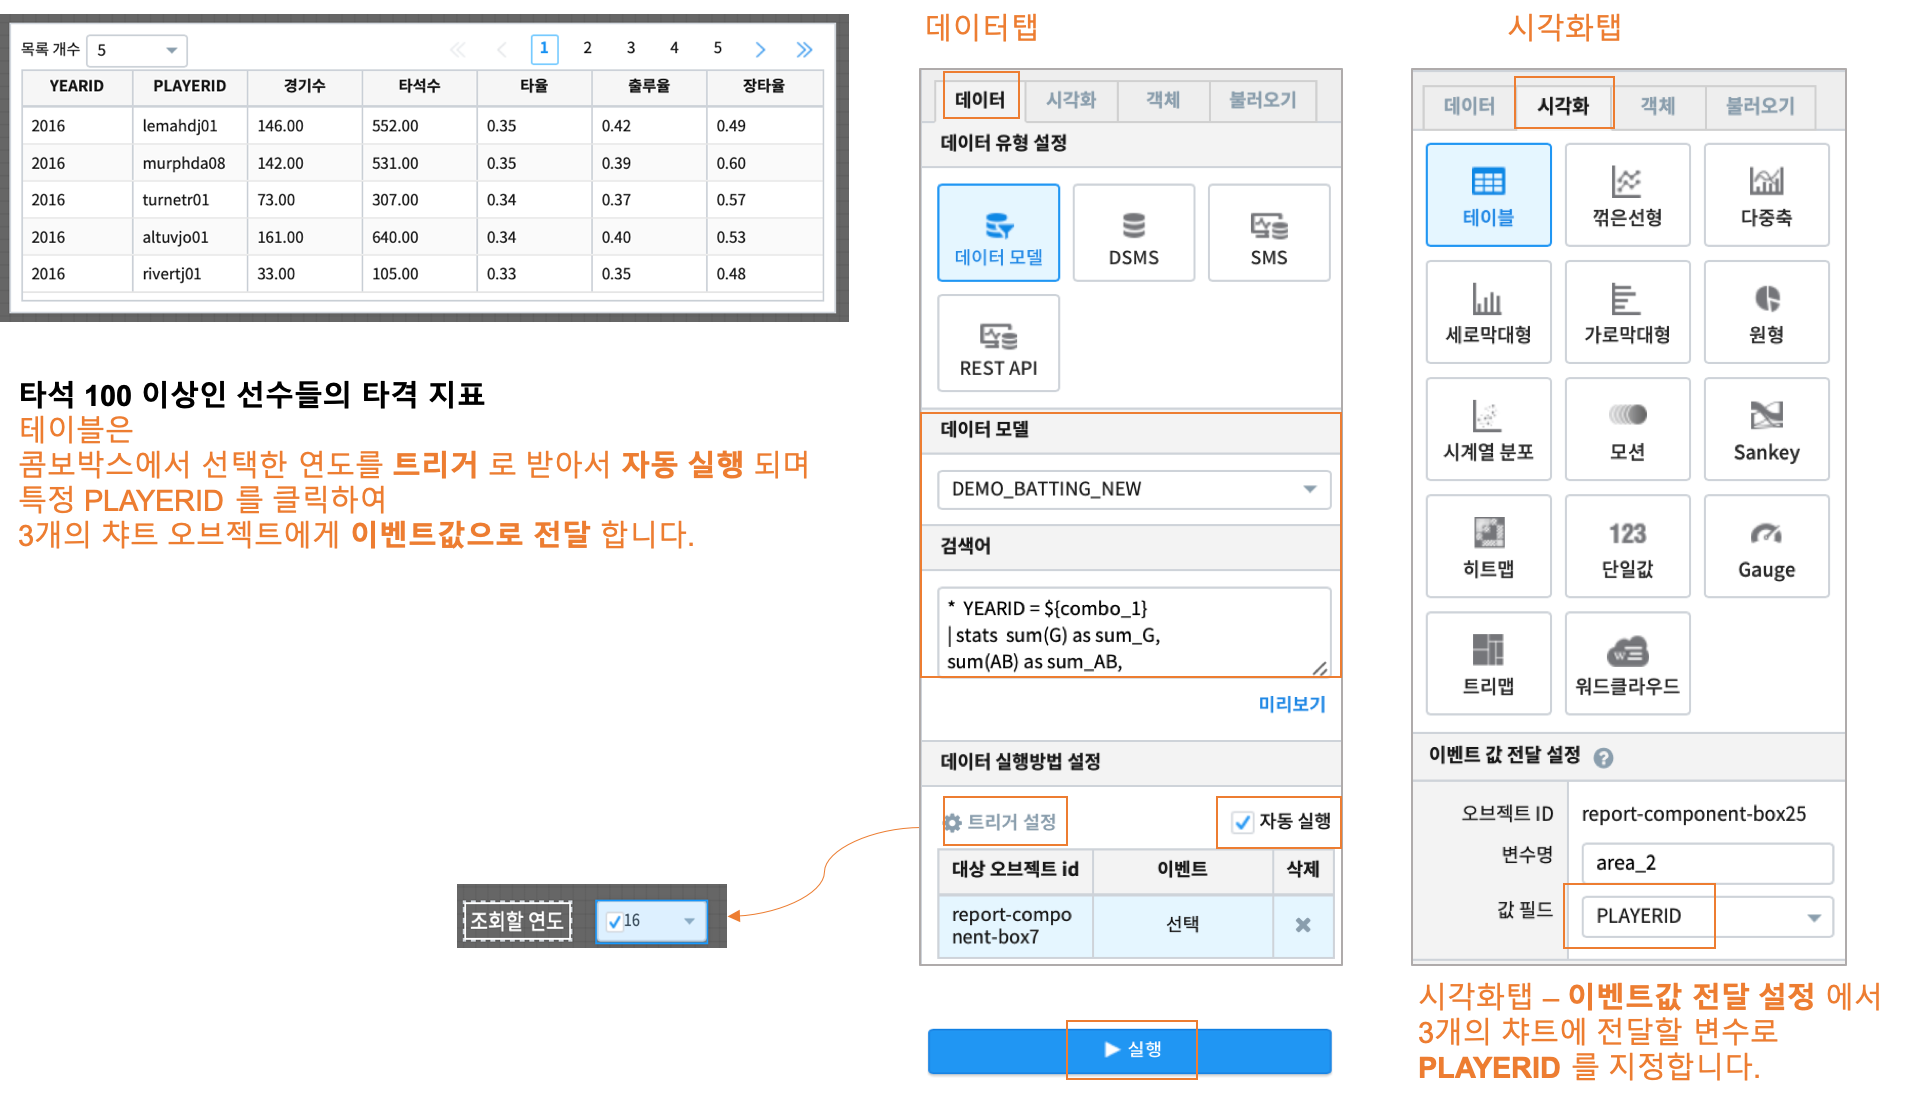 목록 개수 5 1 2 3 4 5
YEARID PLAYERID 경기수 타석수 타율 출루율 장타율
2016 lemahdj01 146.00 552.00 0.35 0.42 0.49
2016 murphda08 142.00 531.00 0.35 0.39 0.60
2016 turnetr01 73.00 307.00 0.34 0.37 0.57
2016 altuvjo01 161.00 640.00 0.34 0.40 0.53
2016 rivertj01 33.00 105.00 0.33 0.35 0.48
타석 100 이상인 선수들의 타격 지표
테이블은
콤보박스에서 선택한 연도를 트리거 로 받아서 자동 실행 되며
특정 PLAYERID 를 클릭하여
3개의 챠트 오브젝트에게 이벤트값으로 전달 합니다.
조회할 연도 16
데이터탭
데이터 시각화 객체 불러오기
데이터 유형 설정
데이터 모델 DSMS SMS
REST API
데이터 모델
DEMO_BATTING_NEW
검색어
* YEARID = ${combo_1}
| stats sum(G) as sum_G,
sum(AB) as sum_AB,
미리보기
데이터 실행방법 설정
트리거 설정 자동 실행
대상 오브젝트 id 이벤트 삭제
report-compo
nent-box7 선택
실행
시각화탭
데이터 시각화 객체 불러오기
테이블 꺾은선형 다중축
세로막대형 가로막대형 원형
시계열 분포 모션 Sankey
123
히트맵 단일값 Gauge
W
트리맵 워드클라우드
이벤트 값 전달 설정 ?
오브젝트 ID report-component-box25
변수명 area_2
값 필드 PLAYERID
시각화탭 – 이벤트값 전달 설정 에서
3개의 챠트에 전달할 변수로
PLAYERID 를 지정합니다.